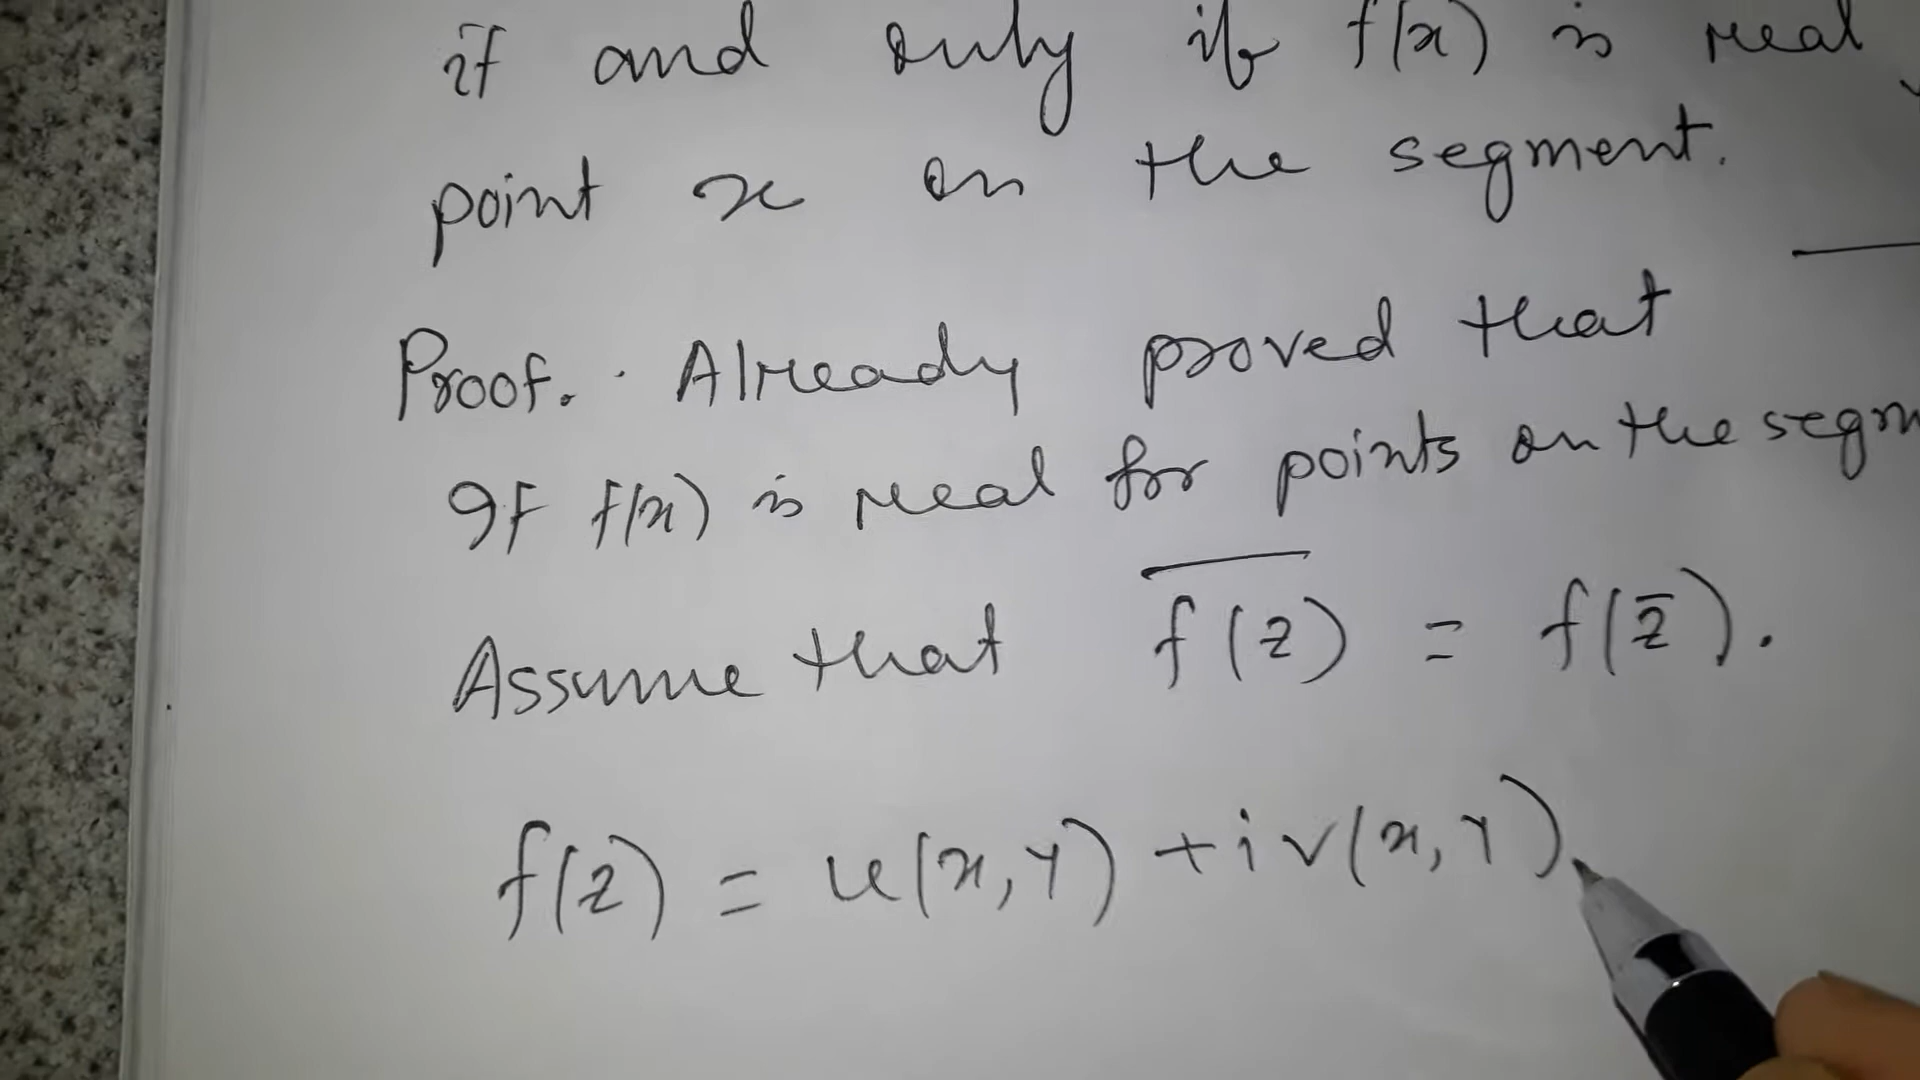 if and only if f(x) is real
point x on the segment.
Proof. Already proved that
If f(x) is real for points on the segm
Assume that \overline{f(z)} = f(z̄).
f(z) = u(x, y) + i v(x, y)